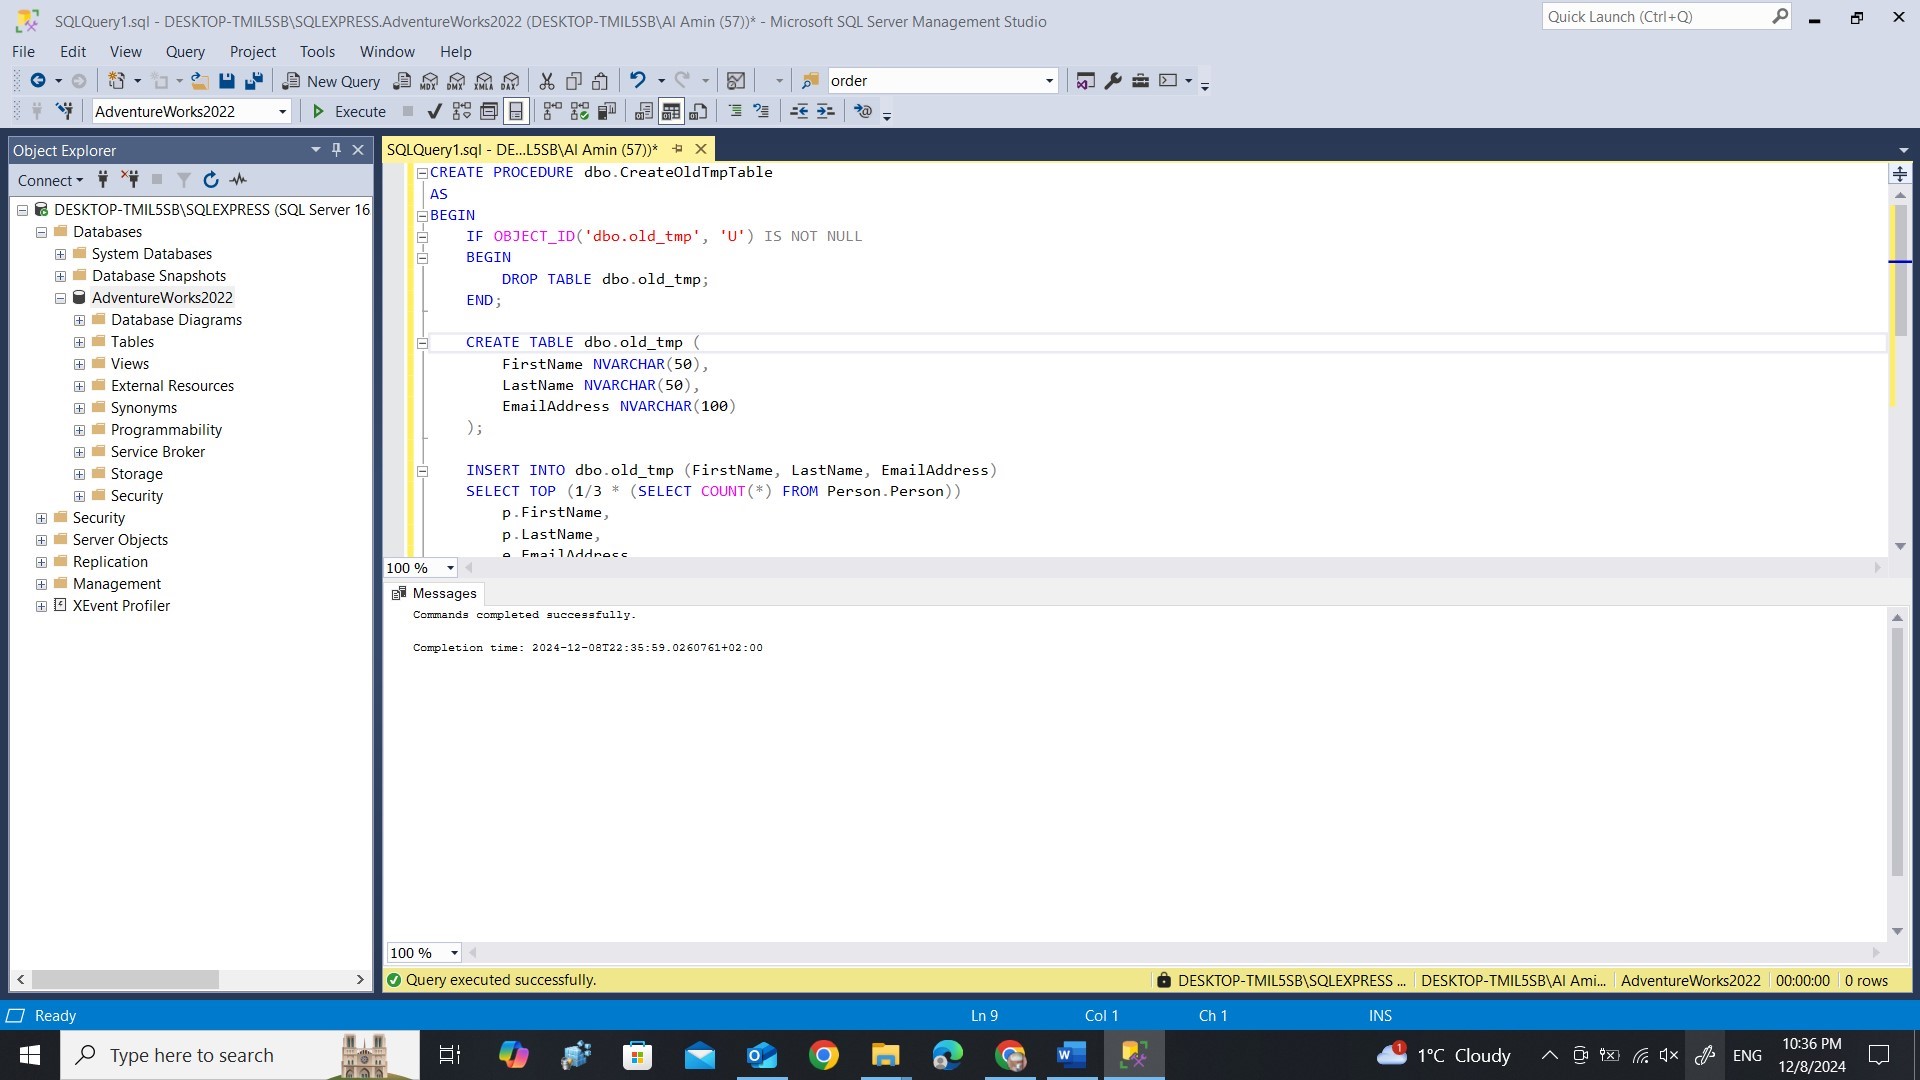 SQLQuery1.sql - DESKTOP-TMIL5SB\SQLEXPRESS.AdventureWorks2022 (DESKTOP-TMIL5SB\Al Amin (57))* - Microsoft SQL Server Management Studio
Quick Launch (Ctrl+Q)
File Edit View Query Project Tools Window Help
New Query MDX DMX XMLA DAX order
AdventureWorks2022 Execute
Object Explorer
Connect
DESKTOP-TMIL5SB\SQLEXPRESS (SQL Server 16
Databases
System Databases
Database Snapshots
AdventureWorks2022
Database Diagrams
Tables
Views
External Resources
Synonyms
Programmability
Service Broker
Storage
Security
Security
Server Objects
Replication
Management
XEvent Profiler
SQLQuery1.sql - DE...L5SB\Al Amin (57))*
CREATE PROCEDURE dbo.CreateOldTmpTable
AS
BEGIN
IF OBJECT_ID('dbo.old_tmp', 'U') IS NOT NULL
BEGIN
DROP TABLE dbo.old_tmp;
END;
CREATE TABLE dbo.old_tmp (
FirstName NVARCHAR(50),
LastName NVARCHAR(50),
EmailAddress NVARCHAR(100)
);
INSERT INTO dbo.old_tmp (FirstName, LastName, EmailAddress)
SELECT TOP (1/3 * (SELECT COUNT(*) FROM Person.Person))
p.FirstName,
p.LastName,
e.EmailAddress
100 %
Messages
Commands completed successfully.
Completion time: 2024-12-08T22:35:59.0260761+02:00
100 %
Query executed successfully.
DESKTOP-TMIL5SB\SQLEXPRESS ... DESKTOP-TMIL5SB\Al Ami... AdventureWorks2022 00:00:00 0 rows
Ready Ln 9 Col 1 Ch 1 INS
Type here to search
1
1°C Cloudy
ENG
10:36 PM
12/8/2024